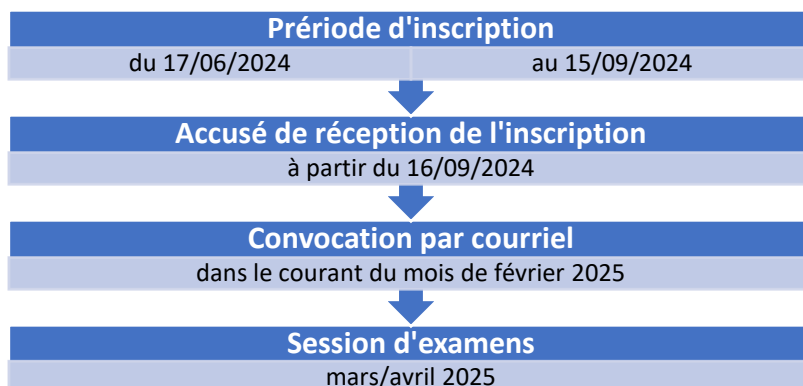 Prériode d'inscription
du 17/06/2024 au 15/09/2024
Accusé de réception de l'inscription
à partir du 16/09/2024
Convocation par courriel
dans le courant du mois de février 2025
Session d'examens
mars/avril 2025